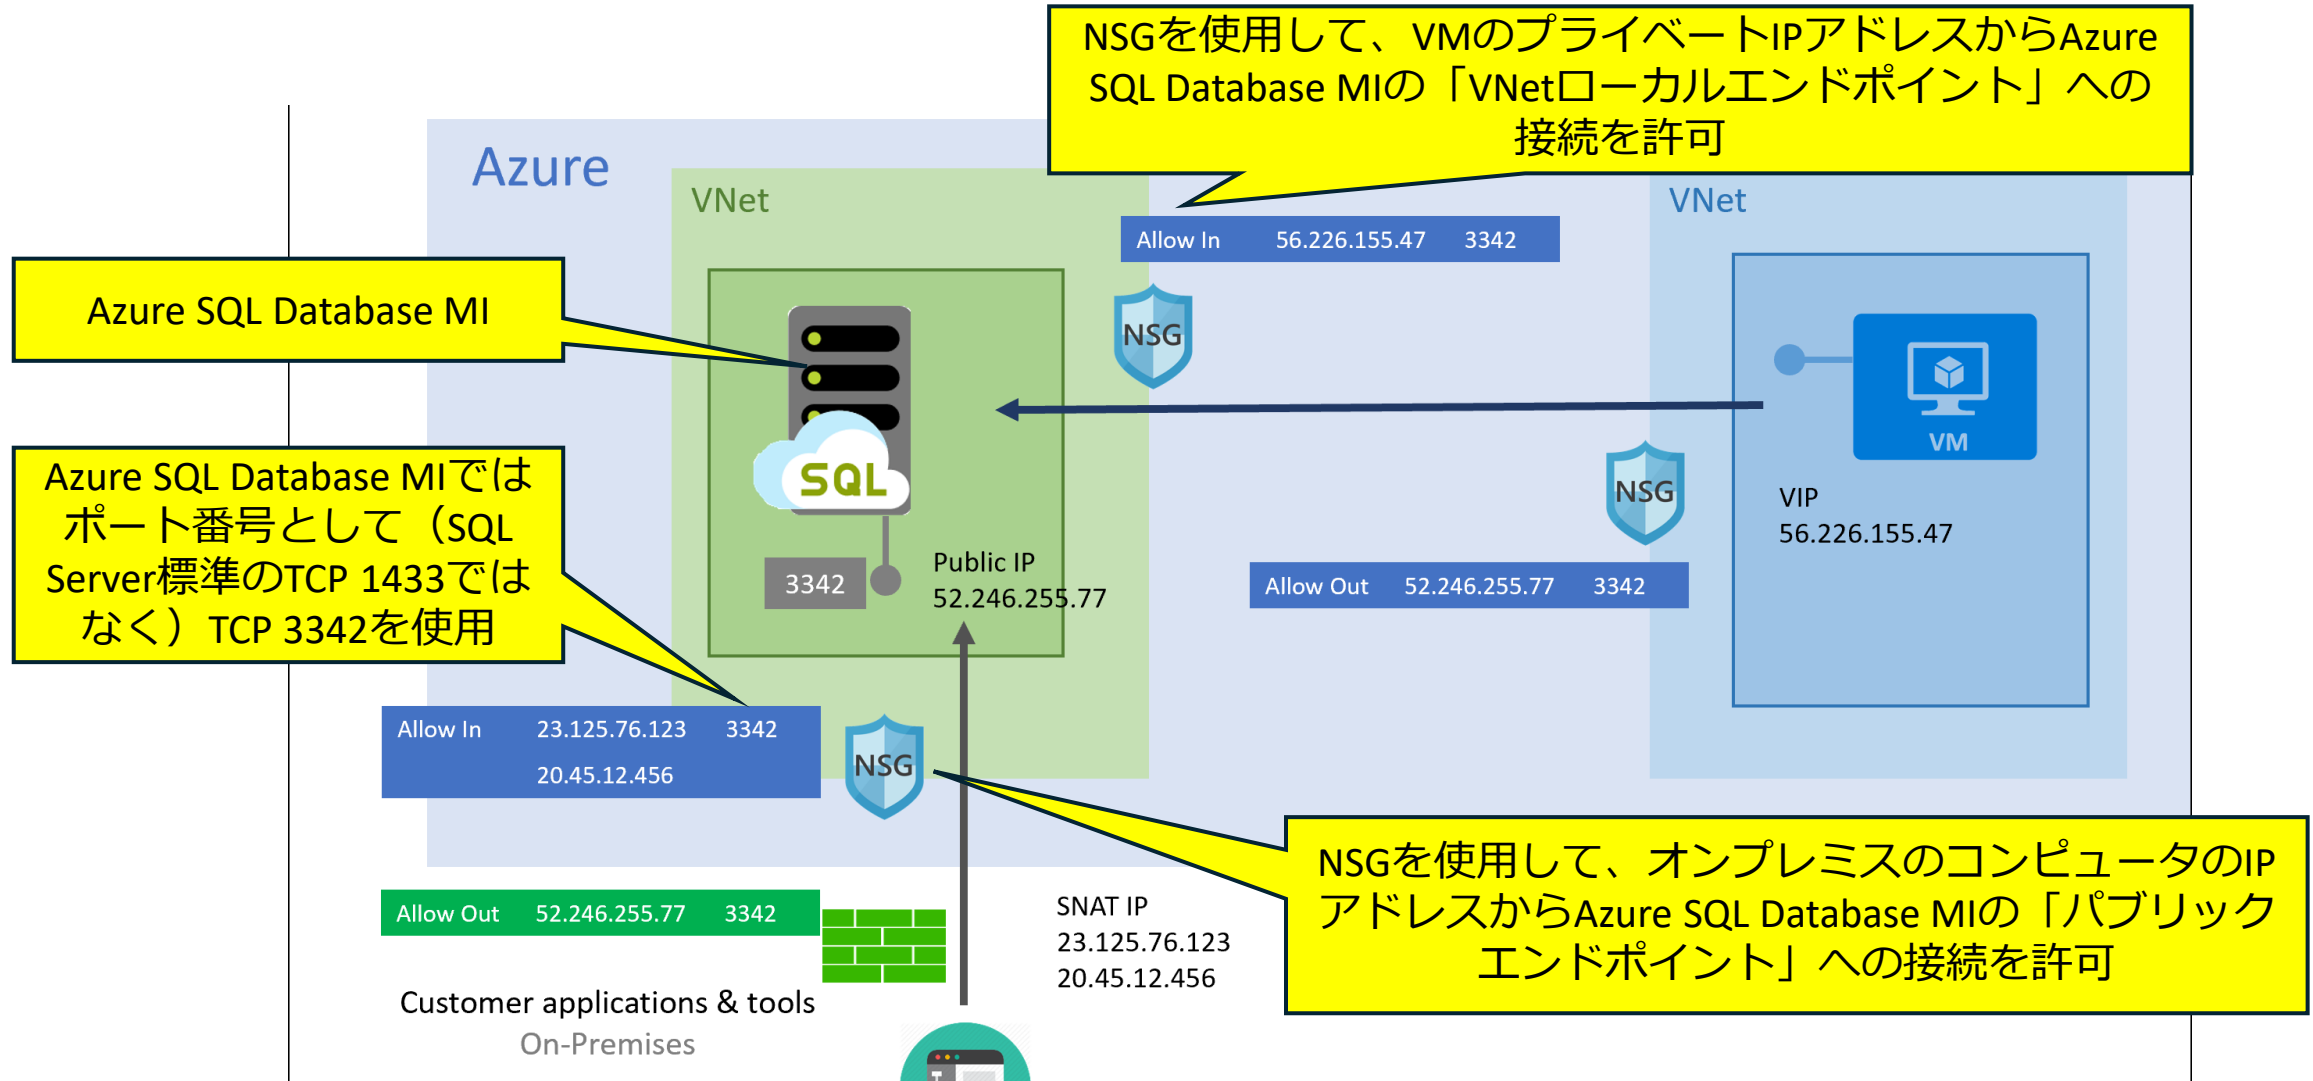 NSGを使用して、VMのプライベートIPアドレスからAzure
SQL Database MIの「VNetローカルエンドポイント」への
接続を許可
Azure
VNet
VNet
Allow In 56.226.155.47 3342
Azure SQL Database MI
NSG
VM
Azure SQL Database MIでは
ポート番号として（SQL
Server標準のTCP 1433では
なく）TCP 3342を使用
SQL
NSG
VIP
56.226.155.47
3342
Public IP
52.246.255.77
Allow Out 52.246.255.77 3342
Allow In 23.125.76.123 3342
20.45.12.456
NSG
NSGを使用して、オンプレミスのコンピュータのIP
アドレスからAzure SQL Database MIの「パブリック
エンドポイント」への接続を許可
Allow Out 52.246.255.77 3342
SNAT IP
23.125.76.123
20.45.12.456
Customer applications & tools
On-Premises